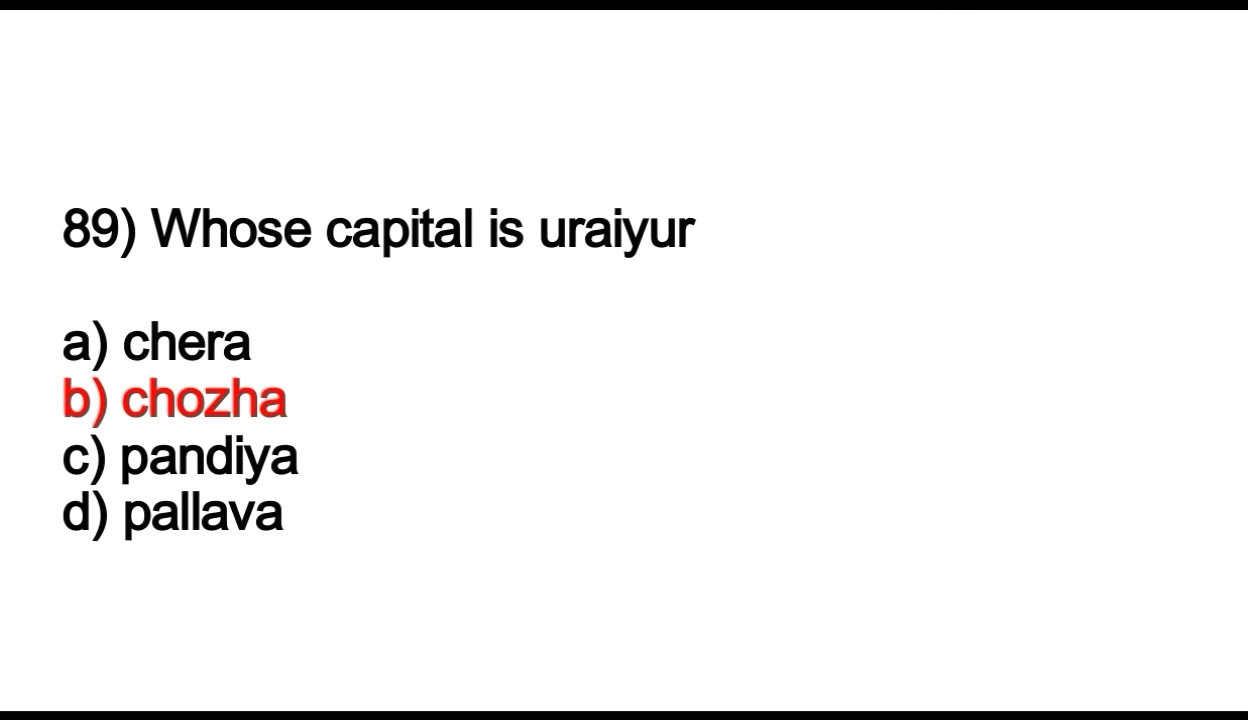 89) Whose capital is uraiyur
a) chera
b) chozha
c) pandiya
d) pallava